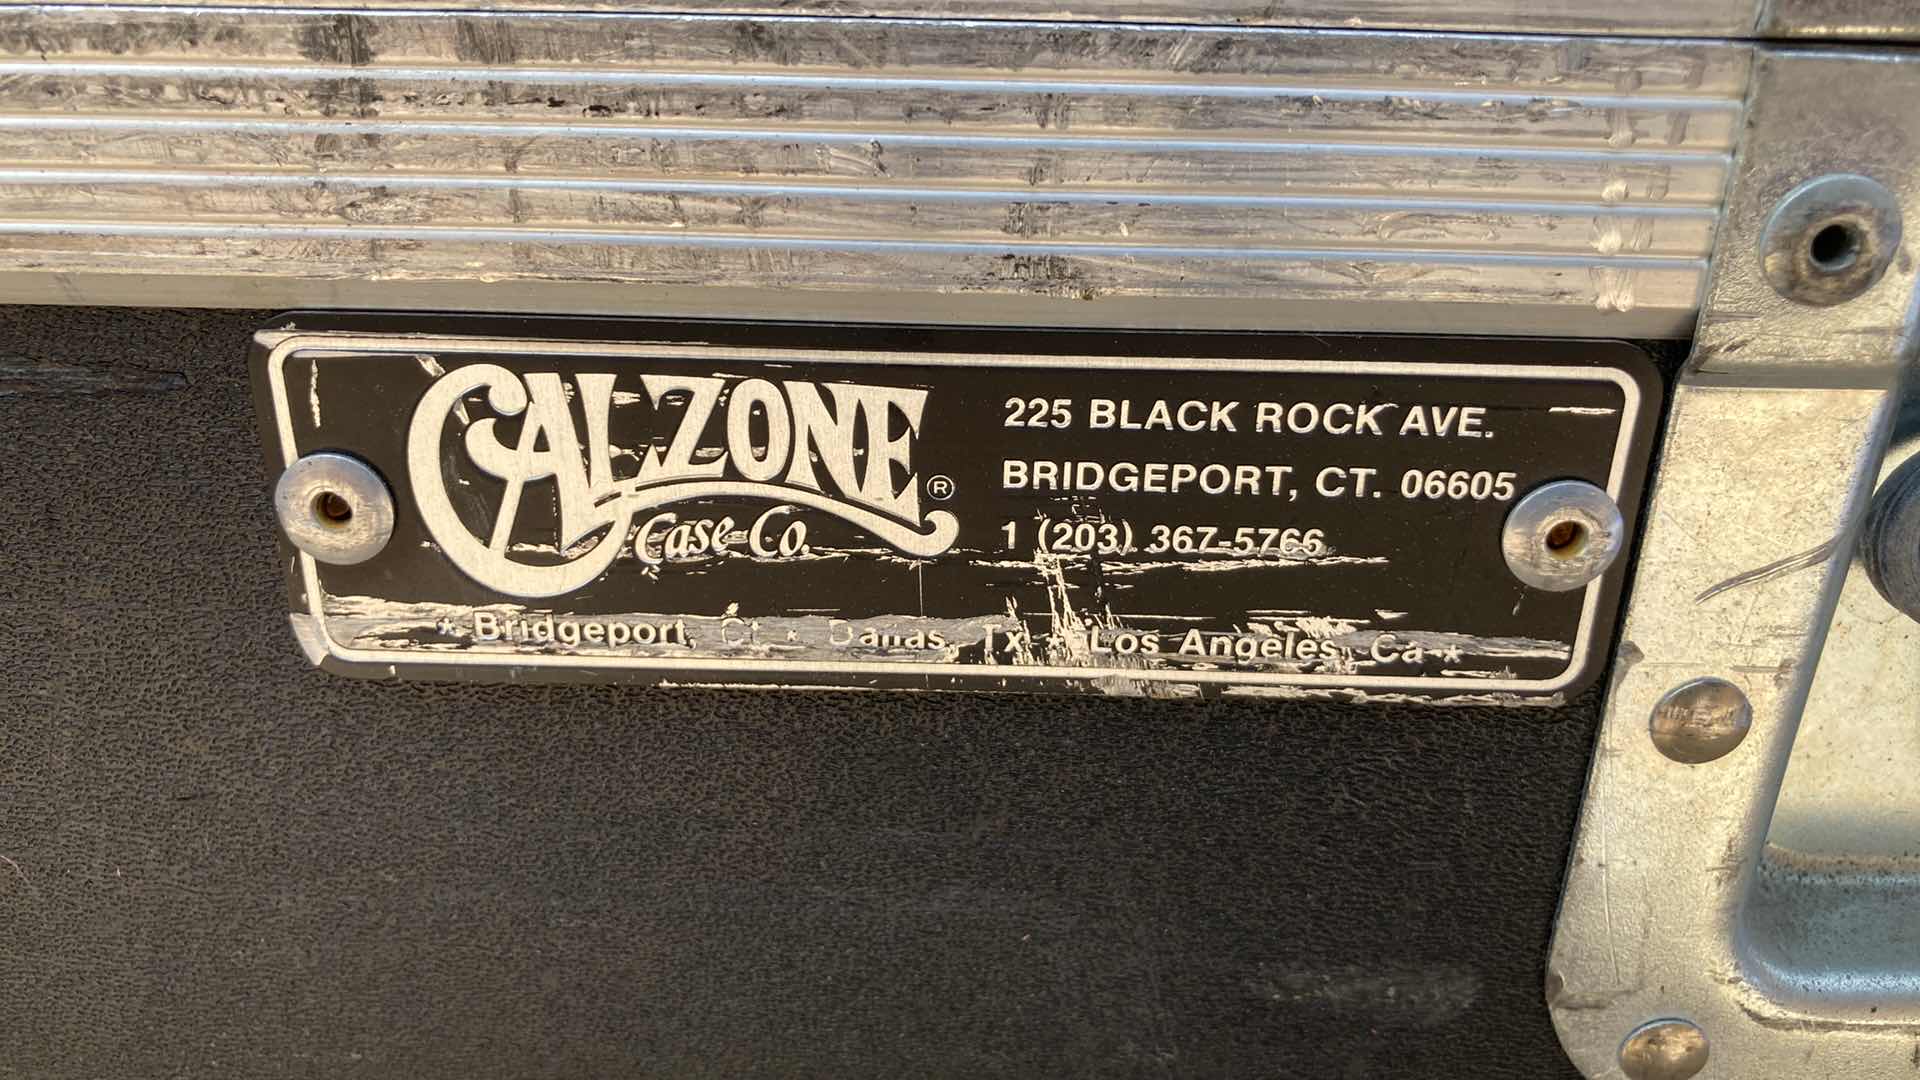 CALZONE ®
Case Co.
225 BLACK ROCK AVE.
BRIDGEPORT, CT. 06605
1 (203) 367-5766
* Bridgeport, Ct * Dallas, Tx * Los Angeles, Ca *